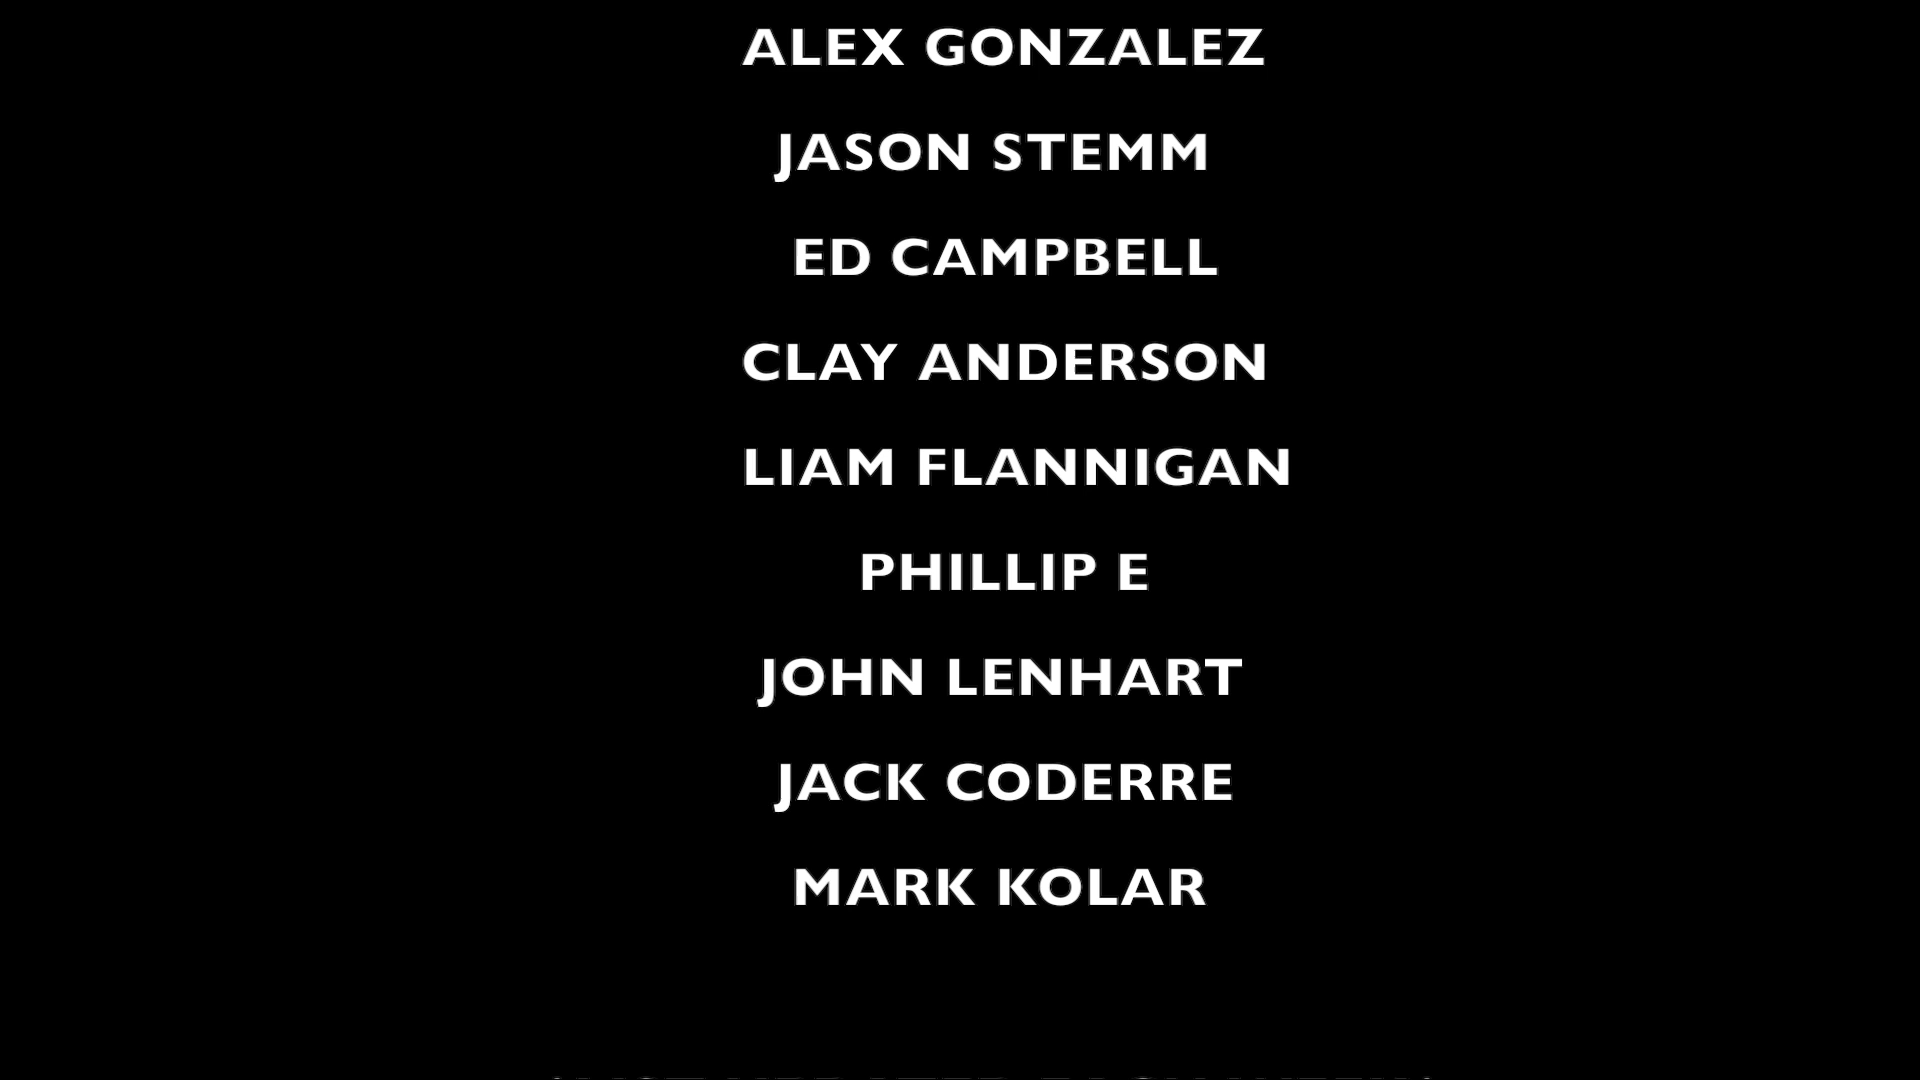 ALEX GONZALEZ
JASON STEMM
ED CAMPBELL
CLAY ANDERSON
LIAM FLANNIGAN
PHILLIP E
JOHN LENHART
JACK CODERRE
MARK KOLAR